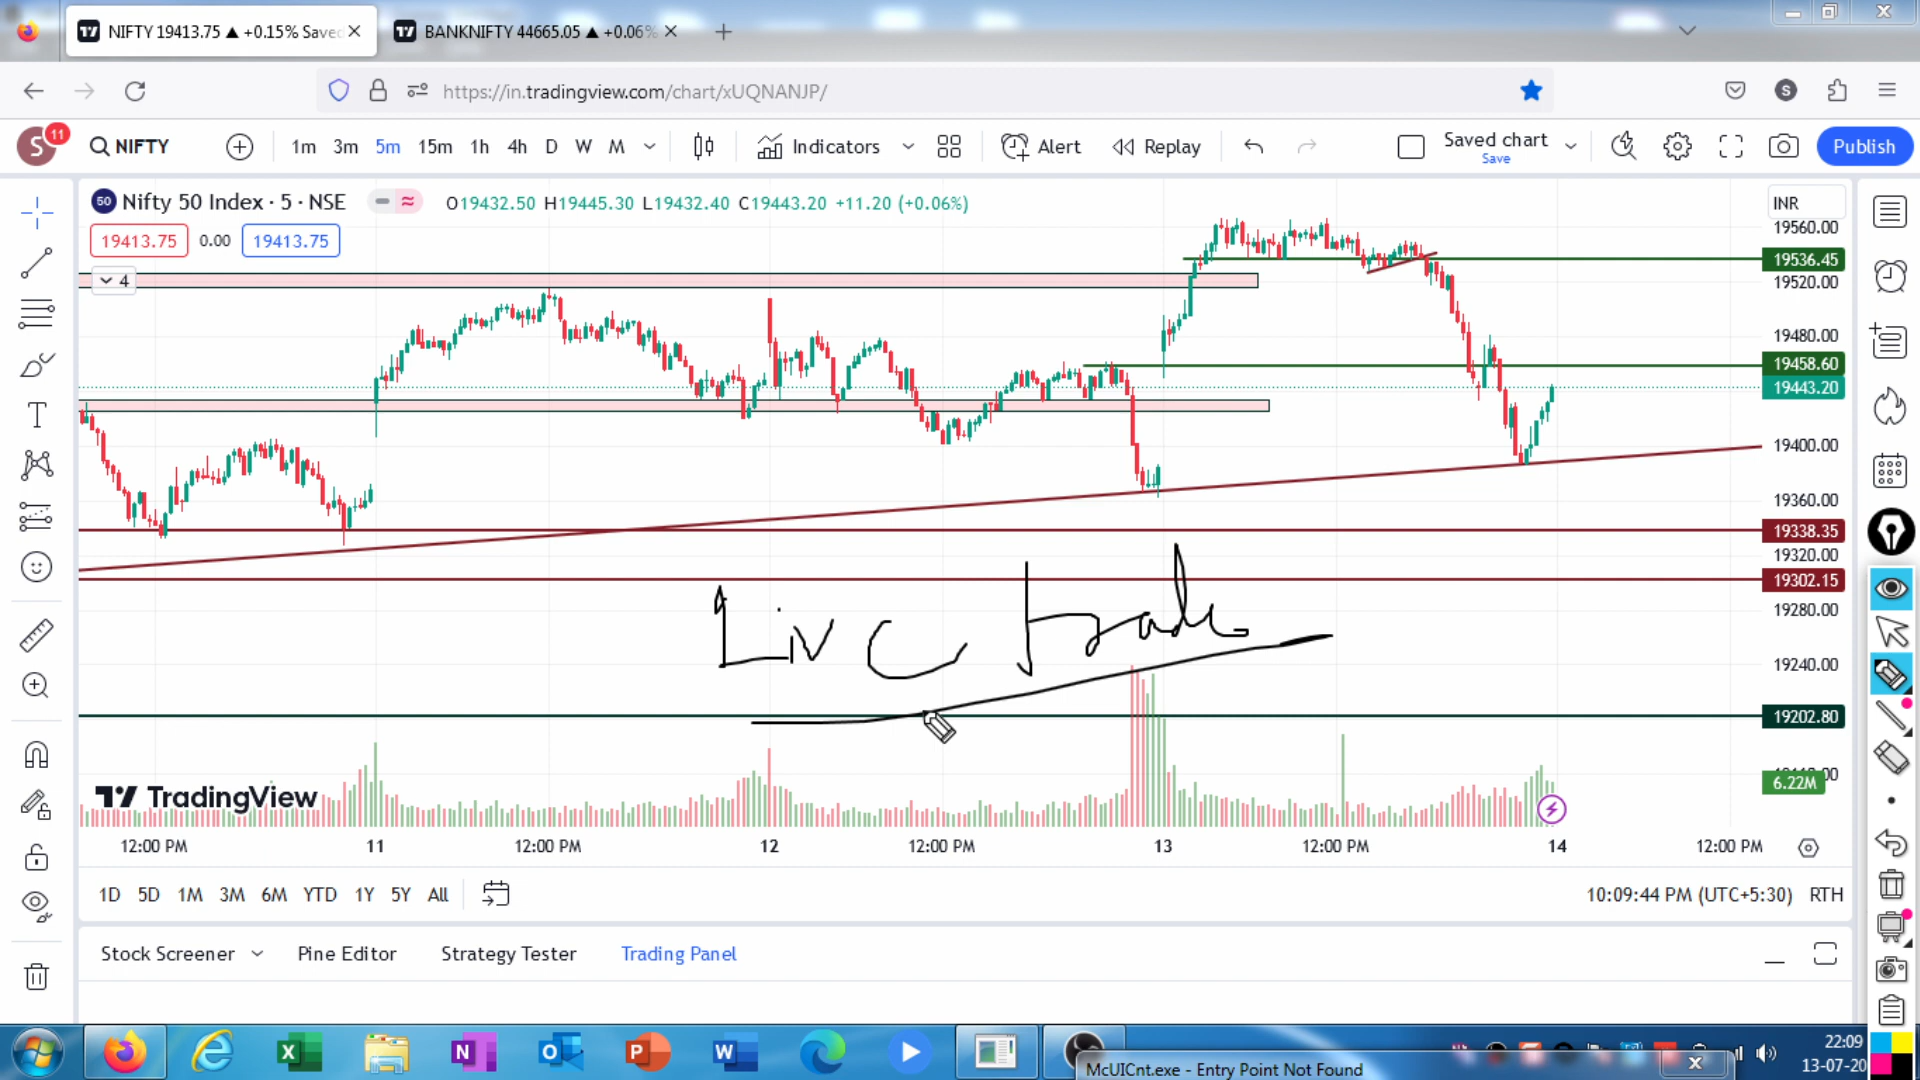 NIFTY 19413.75 ▲ +0.15% Save
BANKNIFTY 44665.05 ▲ +0.06%
https://in.tradingview.com/chart/xUQNANJP/
S
S 11 NIFTY 1m 3m 5m 15m 1h 4h D W M Indicators Alert Replay Saved chart Save Publish
50 Nifty 50 Index · 5 · NSE O19432.50 H19445.30 L19432.40 C19443.20 +11.20 (+0.06%)
INR
19413.75 0.00 19413.75
4
19560.00
19536.45
19520.00
19480.00
19458.60
19443.20
19400.00
19360.00
19338.35
19320.00
19302.15
19280.00
Live trade
19240.00
19202.80
6.22M
TradingView
12:00 PM 11 12:00 PM 12 12:00 PM 13 12:00 PM 14 12:00 PM
1D 5D 1M 3M 6M YTD 1Y 5Y All 10:09:44 PM (UTC+5:30) RTH
Stock Screener Pine Editor Strategy Tester Trading Panel
22:09
13-07-20
McUICnt.exe - Entry Point Not Found